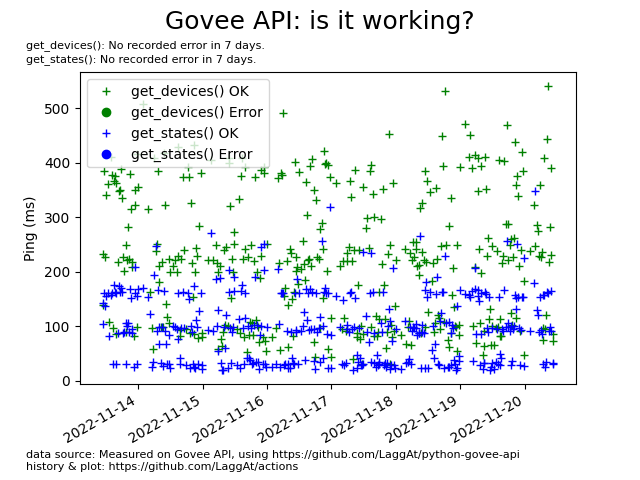 Govee API: is it working?
get_devices(): No recorded error in 7 days.
get_states(): No recorded error in 7 days.
get_devices() OK
get_devices() Error
get_states() OK
get_states() Error
Ping (ms)
500
400
300
200
100
0
2022-11-14
2022-11-15
2022-11-16
2022-11-17
2022-11-18
2022-11-19
2022-11-20
data source: Measured on Govee API, using https://github.com/LaggAt/python-govee-api
history & plot: https://github.com/LaggAt/actions